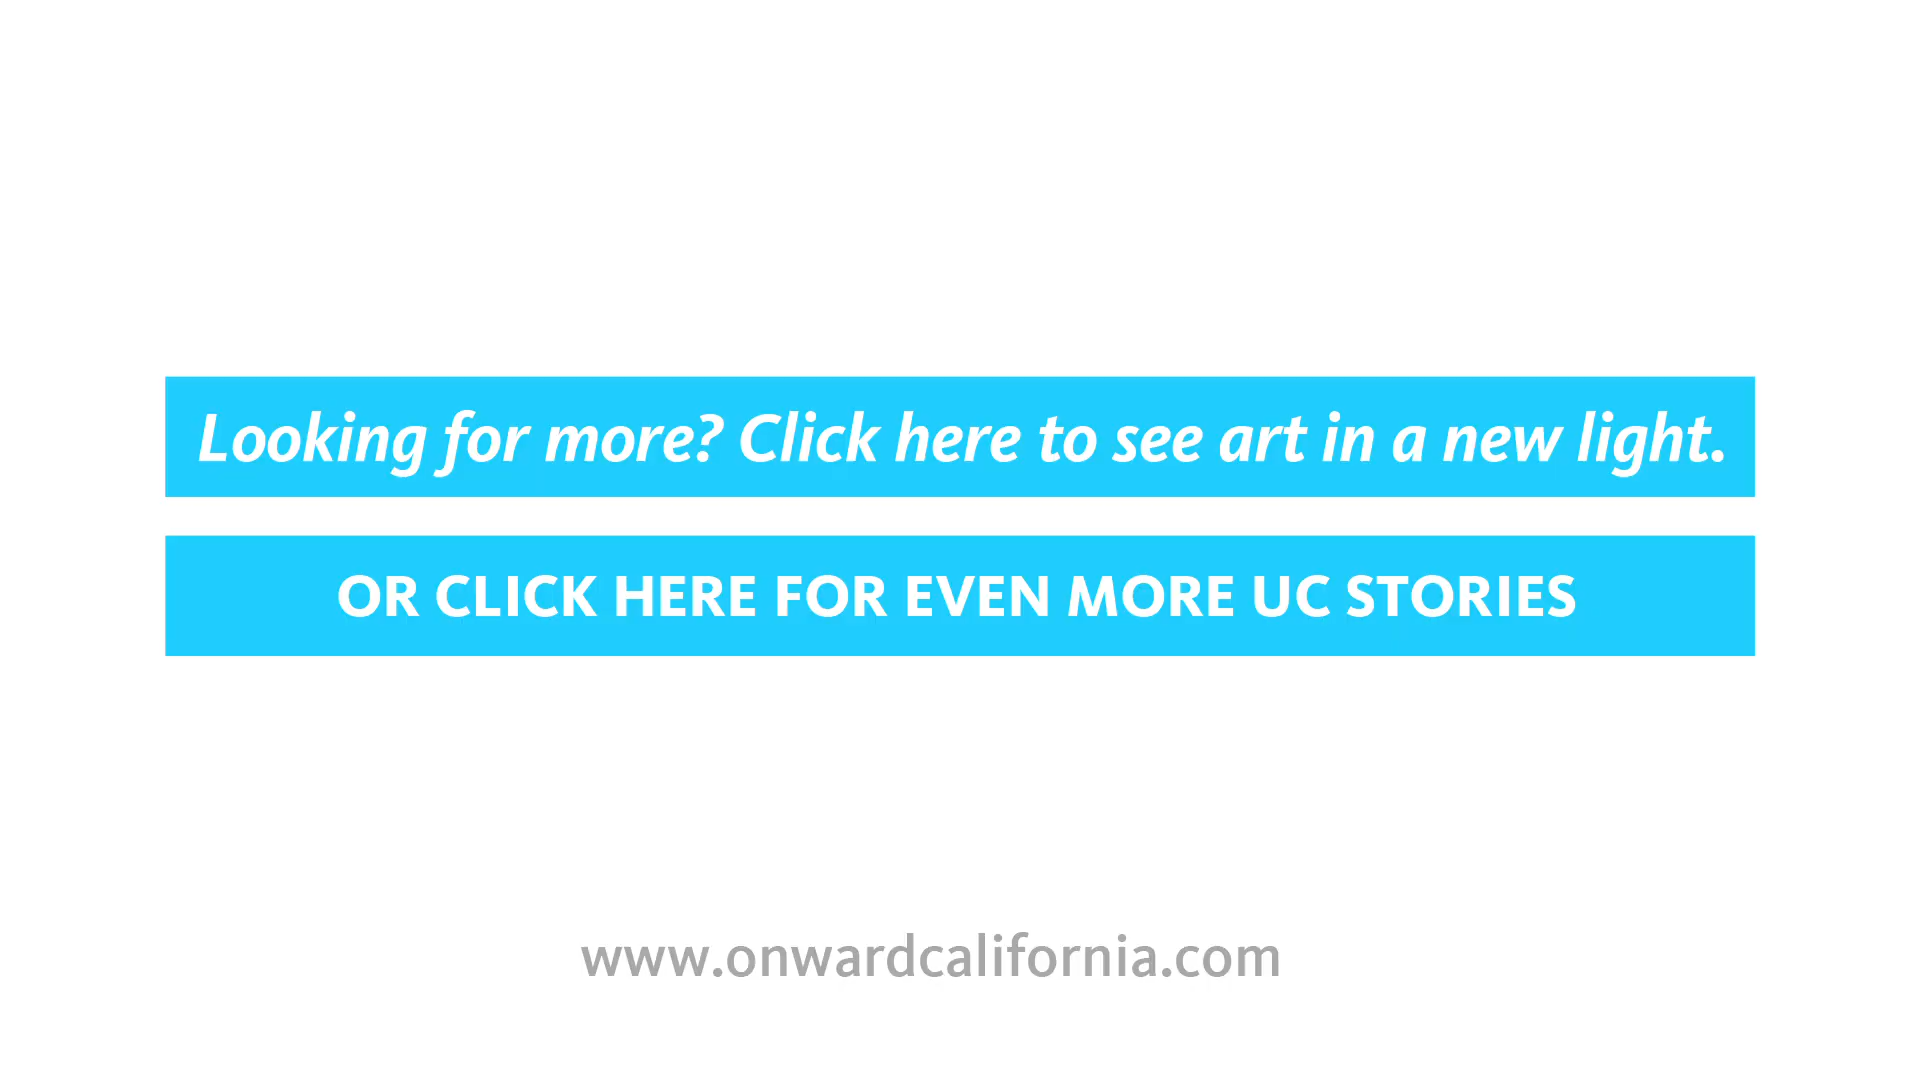 Looking for more? Click here to see art in a new light.
OR CLICK HERE FOR EVEN MORE UC STORIES
www.onwardcalifornia.com